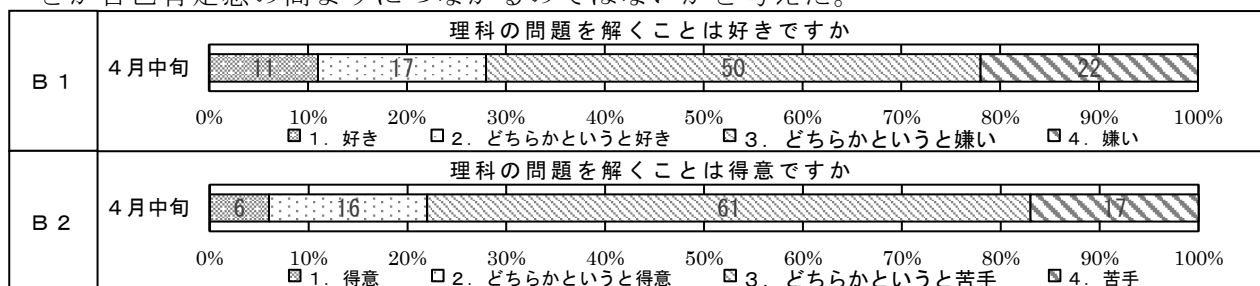 とが自己肯定感の高まりにつながるのではないかと考えた。
理科の問題を解くことは好きですか
B1
4月中旬
11 17 50 22
0% 10% 20% 30% 40% 50% 60% 70% 80% 90% 100%
1．好き 2．どちらかというと好き 3．どちらかというと嫌い 4．嫌い
理科の問題を解くことは得意ですか
B2
4月中旬
6 16 61 17
0% 10% 20% 30% 40% 50% 60% 70% 80% 90% 100%
1．得意 2．どちらかというと得意 3．どちらかというと苦手 4．苦手